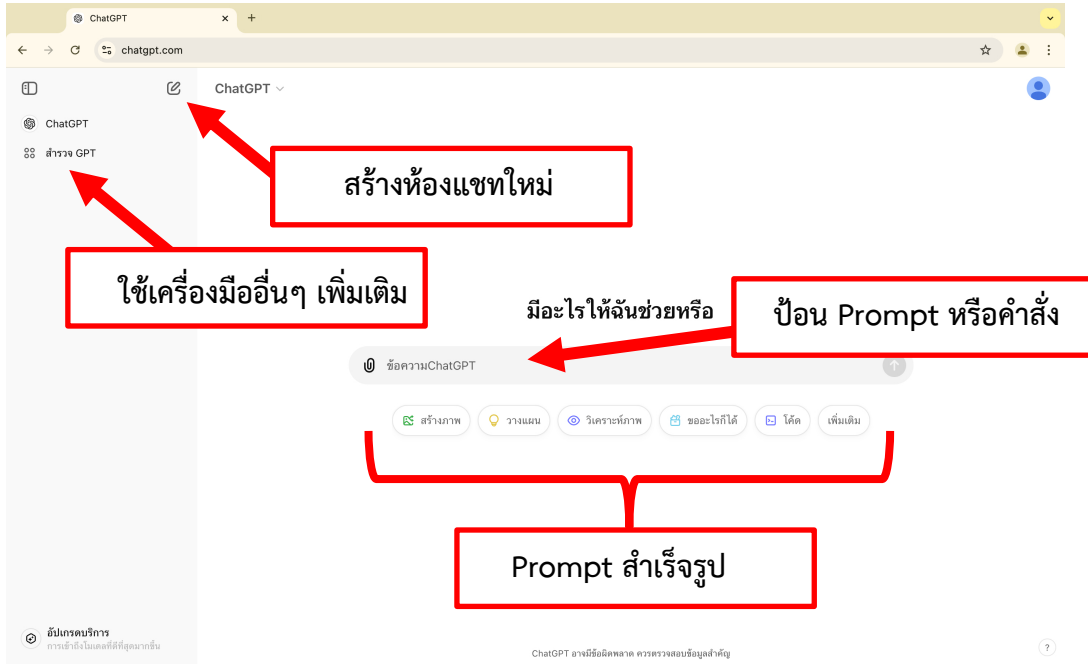 ChatGPT
chatgpt.com
ChatGPT
ChatGPT
สำรวจ GPT
สร้างห้องแชทใหม่
ใช้เครื่องมืออื่นๆ เพิ่มเติม
มีอะไรให้ฉันช่วยหรือ
ป้อน Prompt หรือคำสั่ง
ข้อความChatGPT
สร้างภาพ วางแผน วิเคราะห์ภาพ ขออะไรก็ได้ โค้ด เพิ่มเติม
Prompt สำเร็จรูป
อัปเกรดบริการ
การเข้าถึงโมเดลที่ดีที่สุดมากขึ้น
ChatGPT อาจมีข้อผิดพลาด ควรตรวจสอบข้อมูลสำคัญ
?